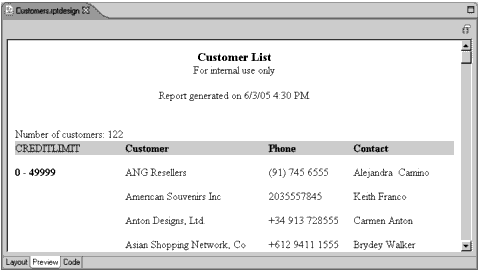 Customers.rptdesign
Customer List
For internal use only
Report generated on 6/3/05 4:30 PM
Number of customers: 122
CREDITLIMIT Customer Phone Contact
0 - 49999 ANG Resellers (91) 745 6555 Alejandra Camino
American Souvenirs Inc 2035557845 Keith Franco
Anton Designs, Ltd. +34 913 728555 Carmen Anton
Asian Shopping Network, Co +612 9411 1555 Brydey Walker
Layout Preview Code